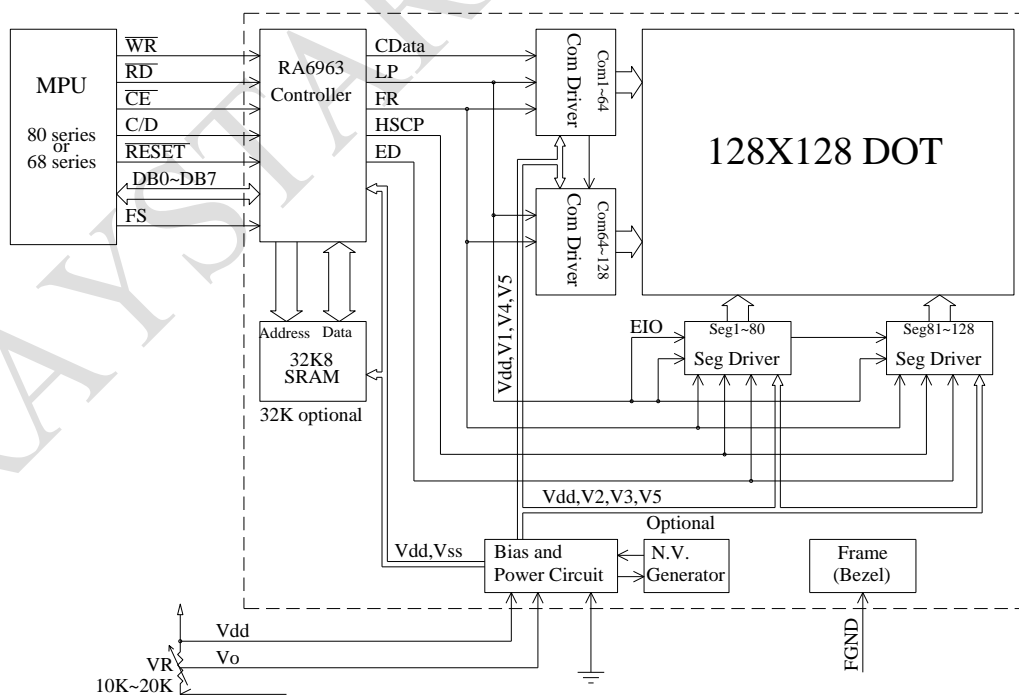 MPU
80 series
or
68 series
WR
RD
CE
C/D
RESET
DB0~DB7
FS
RA6963
Controller
CData
LP
FR
HSCP
ED
Com Driver
Com1~64
Com Driver
Com64~128
128X128 DOT
Address
Data
32K8
SRAM
32K optional
Vdd,V1,V4,V5
EIO
Seg1~80
Seg Driver
Seg81~128
Seg Driver
Vdd,V2,V3,V5
Optional
Vdd,Vss
Bias and
Power Circuit
N.V.
Generator
Frame
(Bezel)
FGND
Vdd
Vo
VR
10K~20K
RAYSTAR